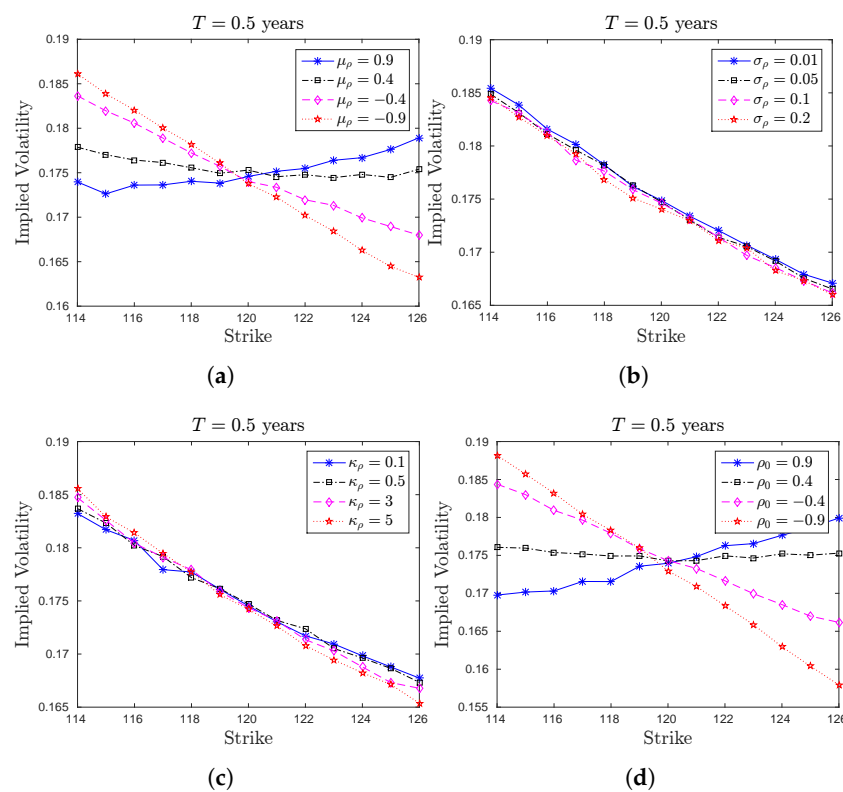 T = 0.5 years
0.19
0.185
0.18
0.175
0.17
0.165
0.16
Implied Volatility
μρ = 0.9
μρ = 0.4
μρ = −0.4
μρ = −0.9
114 116 118 120 122 124 126
Strike
(a)
T = 0.5 years
0.19
0.185
0.18
0.175
0.17
0.165
Implied Volatility
σρ = 0.01
σρ = 0.05
σρ = 0.1
σρ = 0.2
114 116 118 120 122 124 126
Strike
(b)
T = 0.5 years
0.19
0.185
0.18
0.175
0.17
0.165
Implied Volatility
κρ = 0.1
κρ = 0.5
κρ = 3
κρ = 5
114 116 118 120 122 124 126
Strike
(c)
T = 0.5 years
0.19
0.185
0.18
0.175
0.17
0.165
0.16
0.155
Implied Volatility
ρ0 = 0.9
ρ0 = 0.4
ρ0 = −0.4
ρ0 = −0.9
114 116 118 120 122 124 126
Strike
(d)